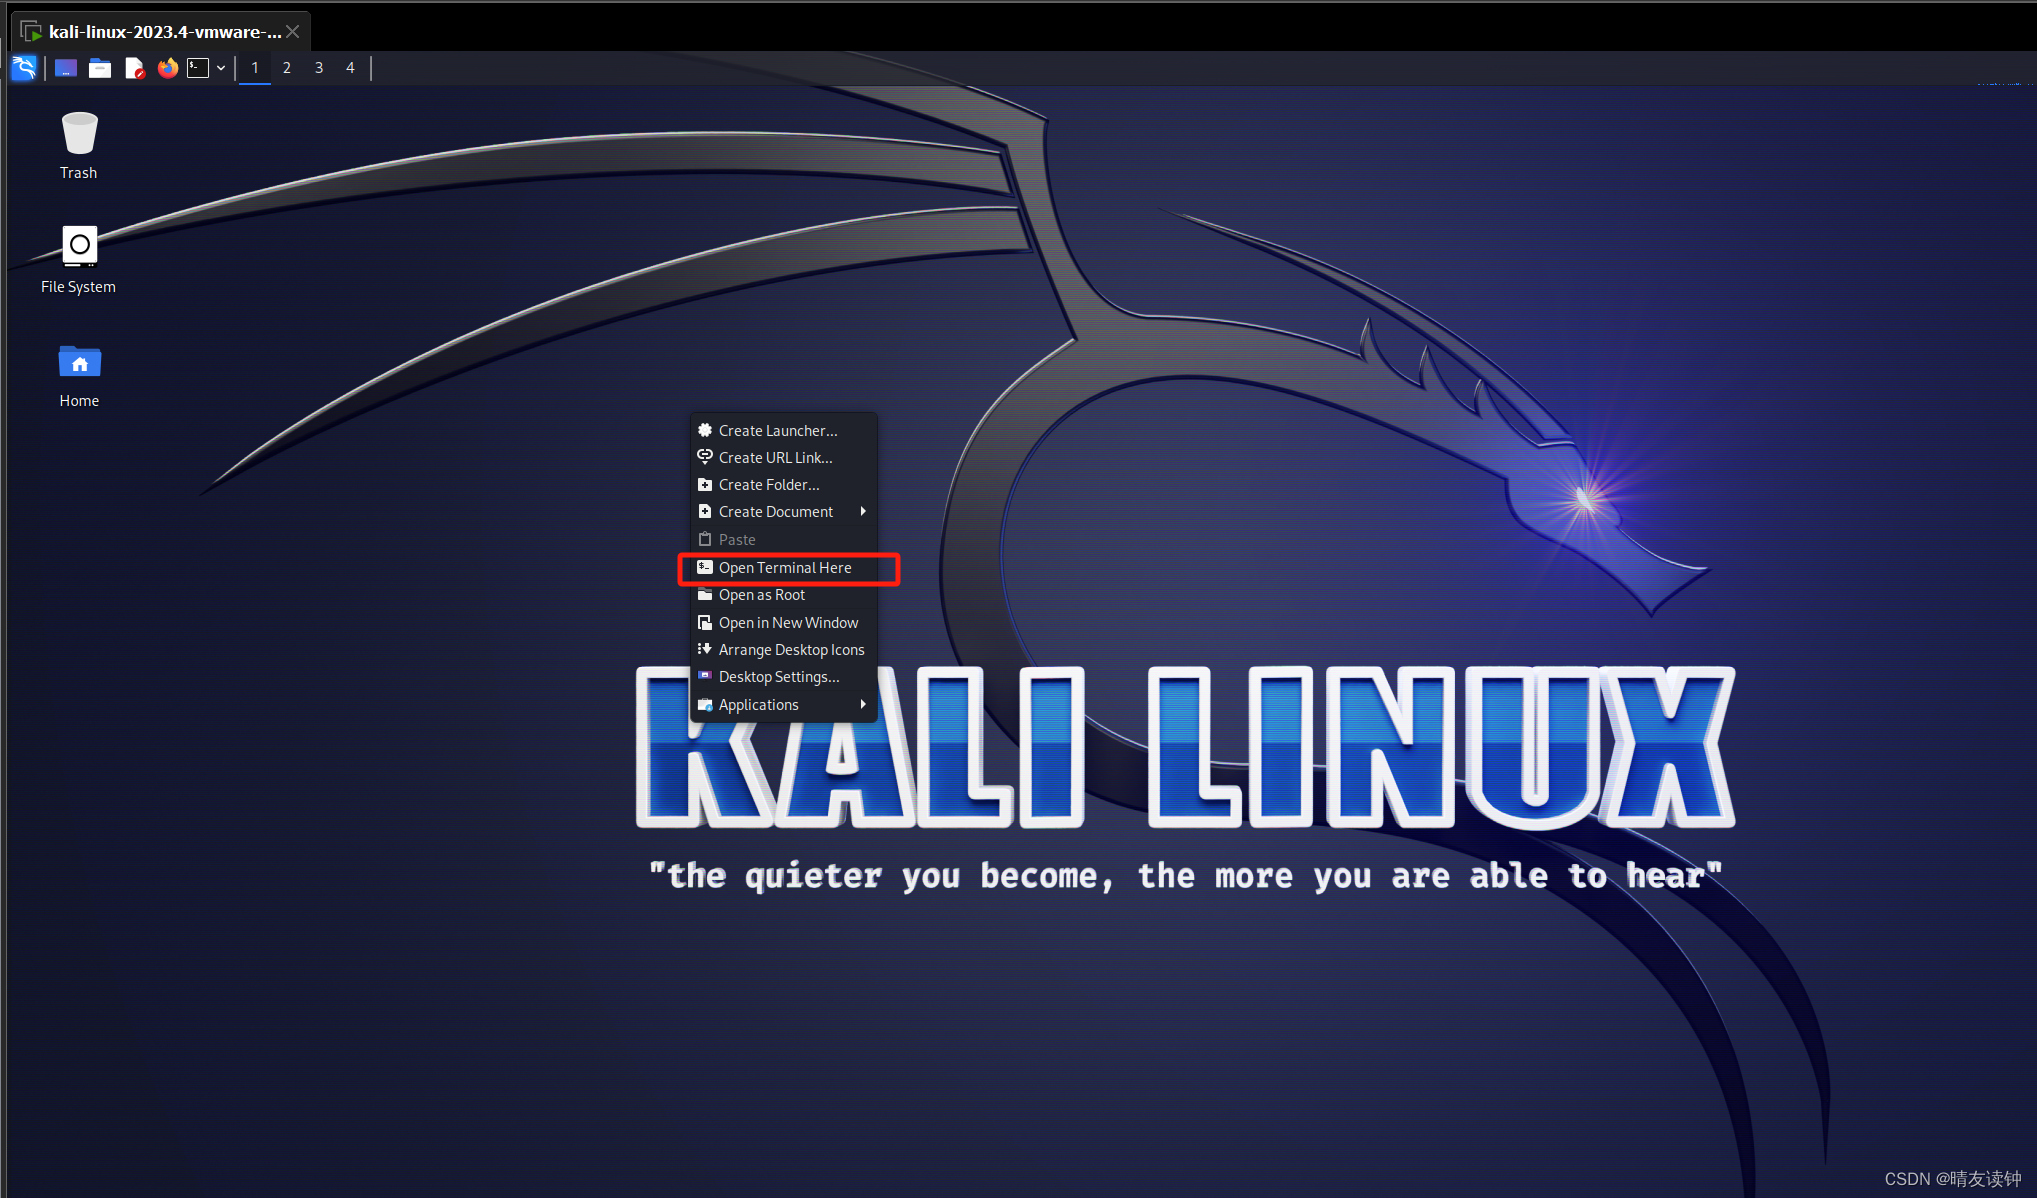 kali-linux-2023.4-vmware-...
1 2 3 4
Trash
File System
Home
Create Launcher...
Create URL Link...
Create Folder...
Create Document
Paste
Open Terminal Here
Open as Root
Open in New Window
Arrange Desktop Icons
Desktop Settings...
Applications
KALI LINUX
"the quieter you become, the more you are able to hear"
CSDN @晴友读钟